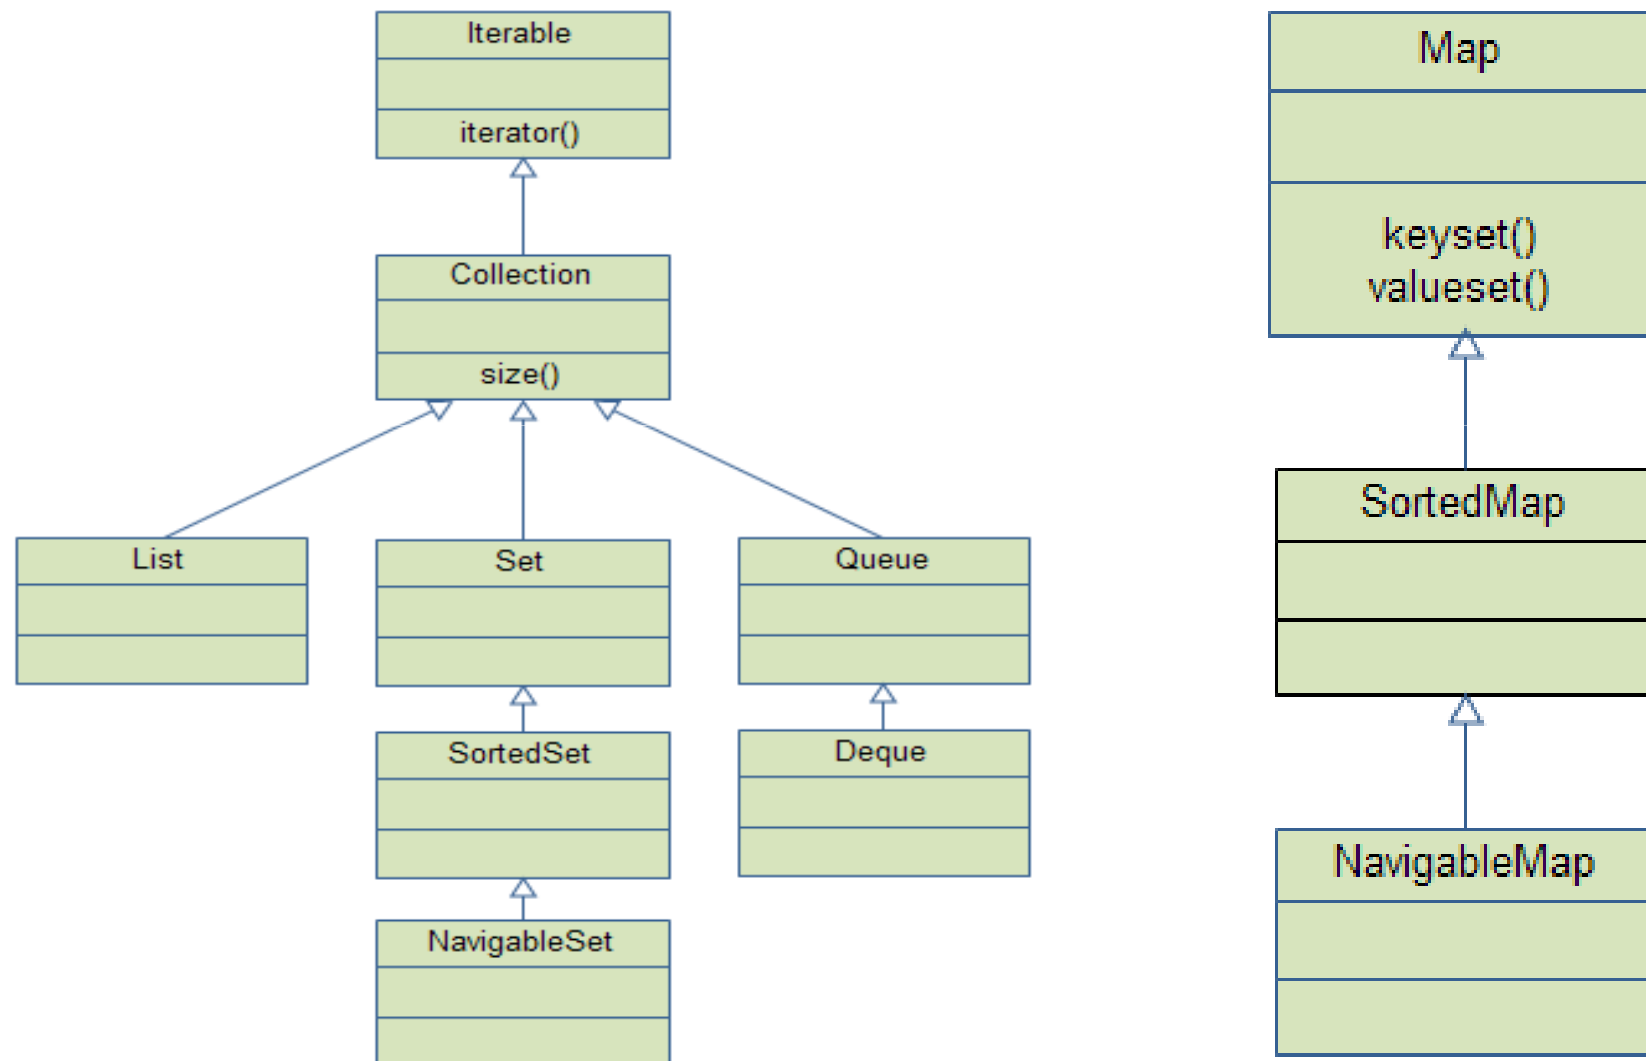 Iterable
iterator()
Collection
size()
List
Set
Queue
SortedSet
Deque
NavigableSet
Map
keyset()
valueset()
SortedMap
NavigableMap